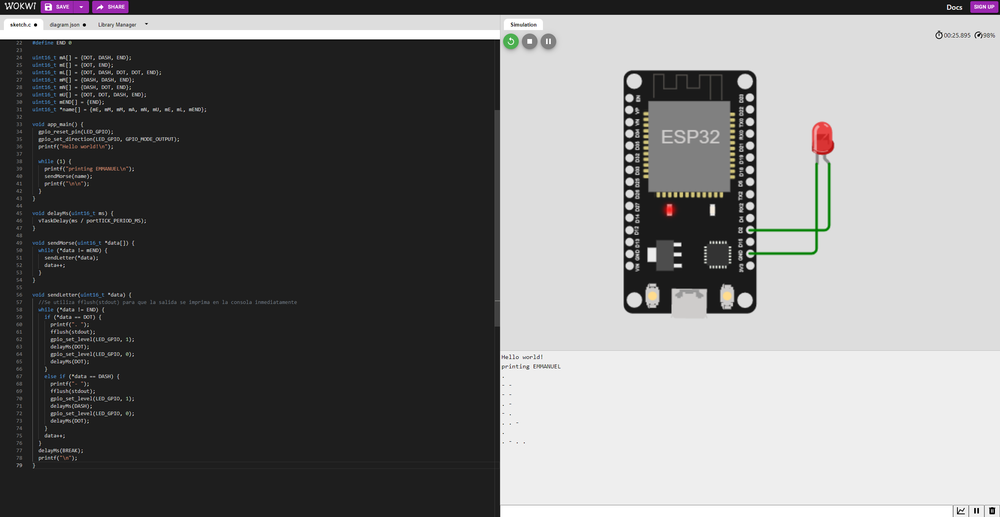 WOKWi
SAVE
SHARE
Docs
SIGN UP
sketch.c ●
diagram.json ●
Library Manager
Simulation
00:25.895
98%
22 #define END 0
23
24 uint16_t mA[] = {DOT, DASH, END};
25 uint16_t mE[] = {DOT, END};
26 uint16_t mL[] = {DOT, DASH, DOT, DOT, END};
27 uint16_t mM[] = {DASH, DASH, END};
28 uint16_t mN[] = {DASH, DOT, END};
29 uint16_t mU[] = {DOT, DOT, DASH, END};
30 uint16_t mEND[] = {END};
31 uint16_t *name[] = {mE, mM, mM, mA, mN, mU, mE, mL, mEND};
32
33 void app_main() {
34   gpio_reset_pin(LED_GPIO);
35   gpio_set_direction(LED_GPIO, GPIO_MODE_OUTPUT);
36   printf("Hello world!\n");
37
38   while (1) {
39     printf("printing EMMANUEL\n");
40     sendMorse(name);
41     printf("\n\n");
42   }
43 }
44
45 void delayMs(uint16_t ms) {
46   vTaskDelay(ms / portTICK_PERIOD_MS);
47 }
48
49 void sendMorse(uint16_t *data[]) {
50   while (*data != mEND) {
51     sendLetter(*data);
52     data++;
53   }
54 }
55
56 void sendLetter(uint16_t *data) {
57   //Se utiliza fflush(stdout) para que la salida se imprima en la consola inmediatamente
58   while (*data != END) {
59     if (*data == DOT) {
60       printf(". ");
61       fflush(stdout);
62       gpio_set_level(LED_GPIO, 1);
63       delayMs(DOT);
64       gpio_set_level(LED_GPIO, 0);
65       delayMs(DOT);
66     }
67     else if (*data == DASH) {
68       printf("- ");
69       fflush(stdout);
70       gpio_set_level(LED_GPIO, 1);
71       delayMs(DASH);
72       gpio_set_level(LED_GPIO, 0);
73       delayMs(DOT);
74     }
75     data++;
76   }
77   delayMs(BREAK);
78   printf("\n");
79 }
ESP32
EN
VP
VN
D34
D35
D32
D33
D25
D26
D27
D14
D12
D13
GND
VIN
D23
D22
TX0
RX0
D21
D19
D18
D5
TX2
RX2
D4
D2
D15
GND
3V3
Hello world!
printing EMMANUEL
.
- -
- -
. -
- .
. . -
.
. - . .